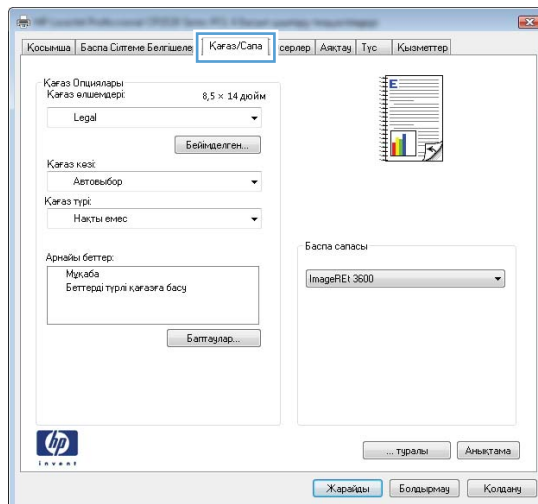 Қосымша
Баспа Сілтеме Белгішеле
Қағаз/Сапа
серлер
Аяқтау
Түс
Қызметтер
Қағаз Опциялары
Қағаз өлшемдері:
8,5 × 14 дюйм
Legal
Бейімделген...
Қағаз көзі:
Автовыбор
Қағаз түрі:
Нақты емес
Арнайы беттер:
Мұқаба
Беттерді түрлі қағазға басу
Баптаулар...
E
Баспа сапасы
ImageREt 3600
hp
invent
... туралы
Анықтама
Жарайды
Болдырмау
Қолдану